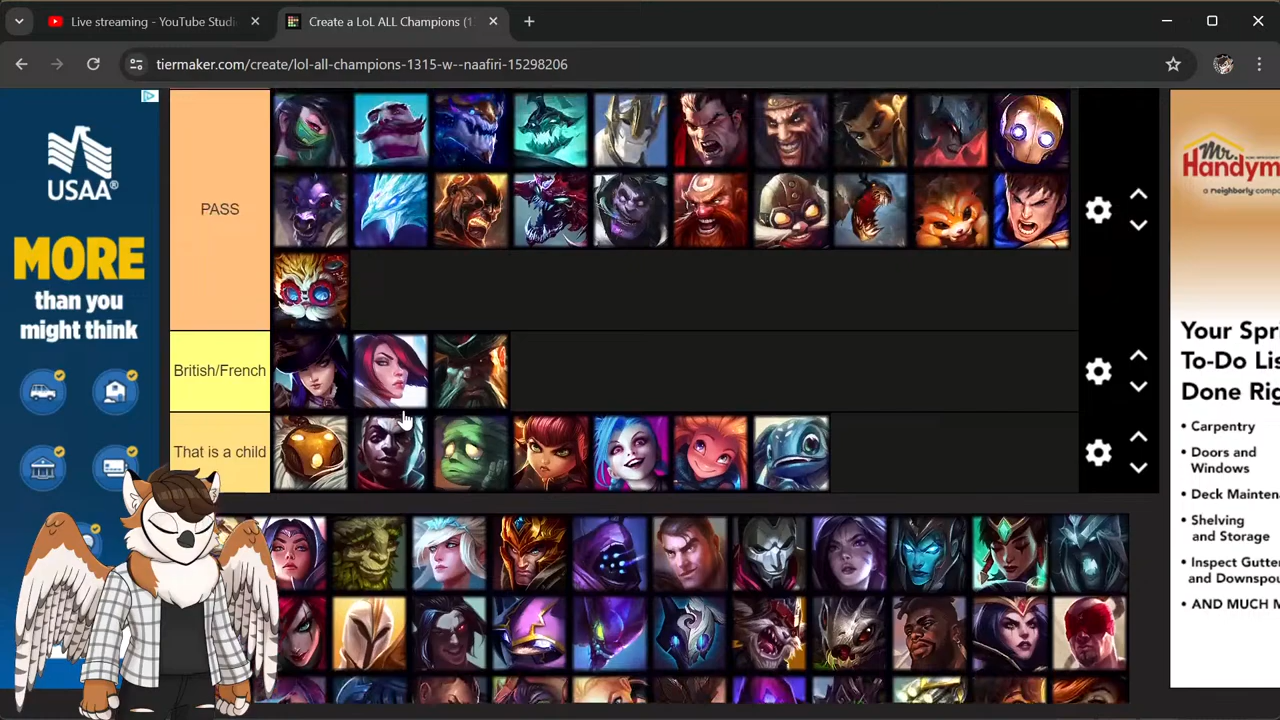 Live streaming - YouTube Studi
Create a LoL ALL Champions (1
tiermaker.com/create/lol-all-champions-1315-w--naafiri-15298206
USAA®
MORE
than you
might think
PASS
British/French
That is a child
Mr.
Handym
a neighborly compa
Your Spri
To-Do Lis
Done Rig
• Carpentry
• Doors and
Windows
• Deck Maintena
• Shelving
and Storage
• Inspect Gutter
and Downspou
• AND MUCH M